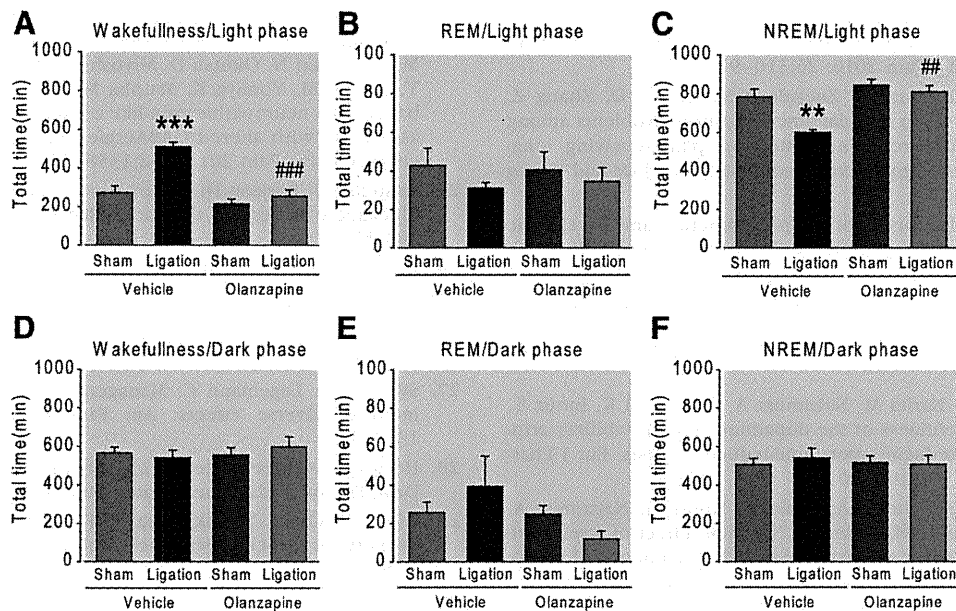 A
Wakefullness/Light phase
Total time(min)
1000
800
600
400
200
0
***
###
Sham Ligation Sham Ligation
Vehicle Olanzapine
B
REM/Light phase
Total time(min)
100
80
60
40
20
0
Sham Ligation Sham Ligation
Vehicle Olanzapine
C
NREM/Light phase
Total time(min)
1000
800
600
400
200
0
**
##
Sham Ligation Sham Ligation
Vehicle Olanzapine
D
Wakefullness/Dark phase
Total time(min)
1000
800
600
400
200
0
Sham Ligation Sham Ligation
Vehicle Olanzapine
E
REM/Dark phase
Total time(min)
100
80
60
40
20
0
Sham Ligation Sham Ligation
Vehicle Olanzapine
F
NREM/Dark phase
Total time(min)
1000
800
600
400
200
0
Sham Ligation Sham Ligation
Vehicle Olanzapine